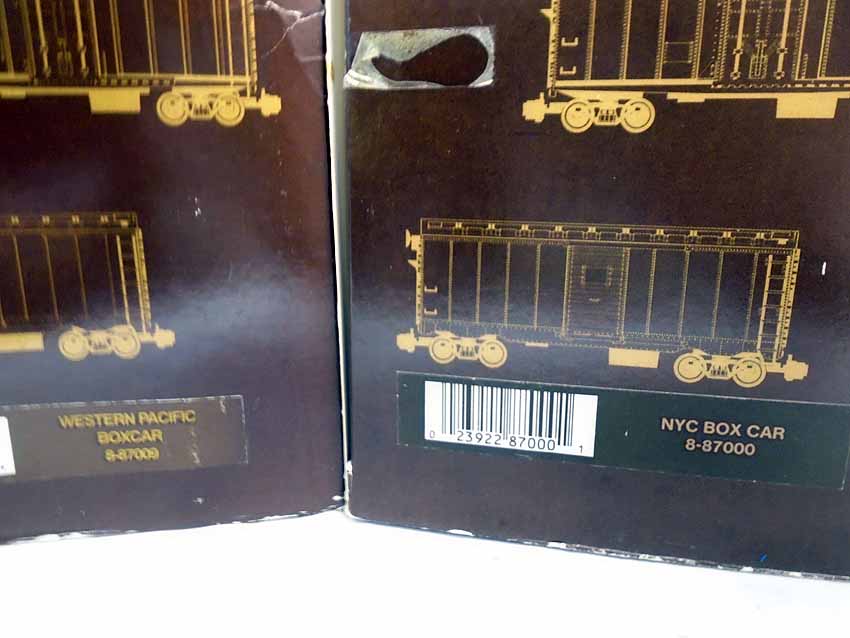 WESTERN PACIFIC
BOXCAR
8-87009
0 23922 87000 1
NYC BOX CAR
8-87000